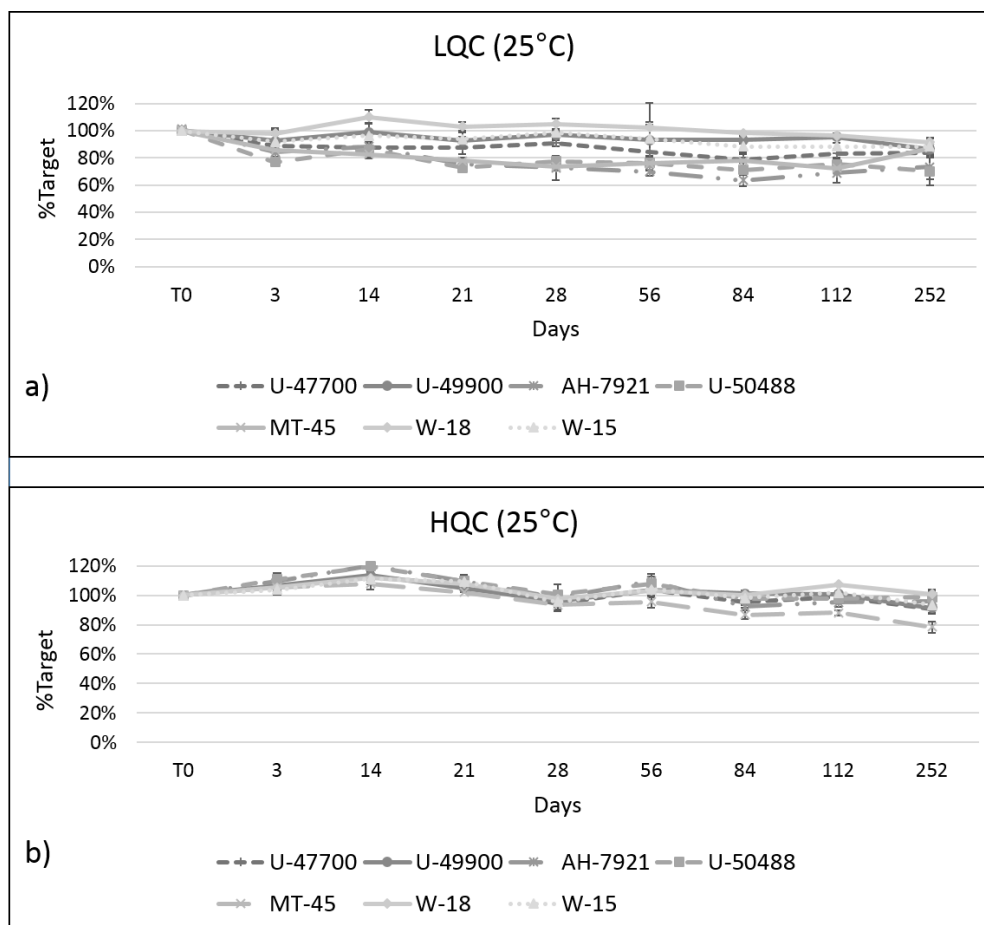 LQC (25°C)
120%
100%
80%
60%
40%
20%
0%
%Target
T0 3 14 21 28 56 84 112 252
Days
a)
U-47700 U-49900 AH-7921 U-50488
MT-45 W-18 W-15
HQC (25°C)
120%
100%
80%
60%
40%
20%
0%
%Target
T0 3 14 21 28 56 84 112 252
Days
b)
U-47700 U-49900 AH-7921 U-50488
MT-45 W-18 W-15